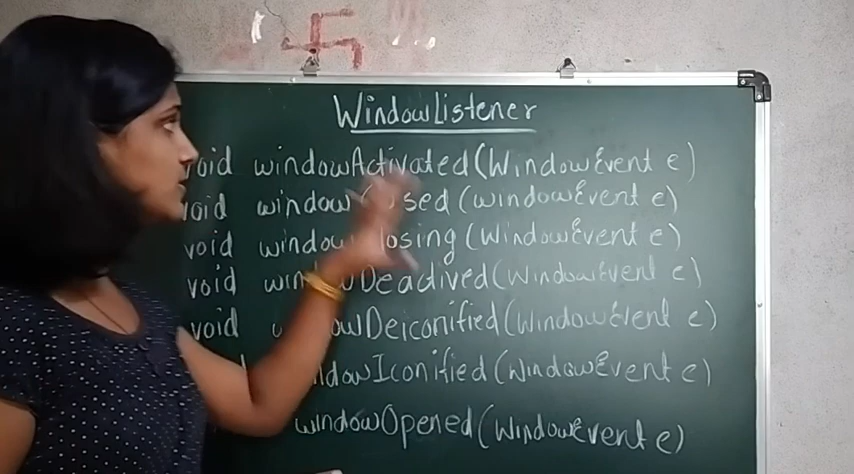 WindowListener
void windowActivated(WindowEvent e)
void window sed(windowEvent e)
void window losing(WindowEvent e)
void win Deactived(WindowEvent e)
void owDeiconified(WindowEvent e)
dowIconified(WindowEvent e)
windowOpened(WindowEvent e)